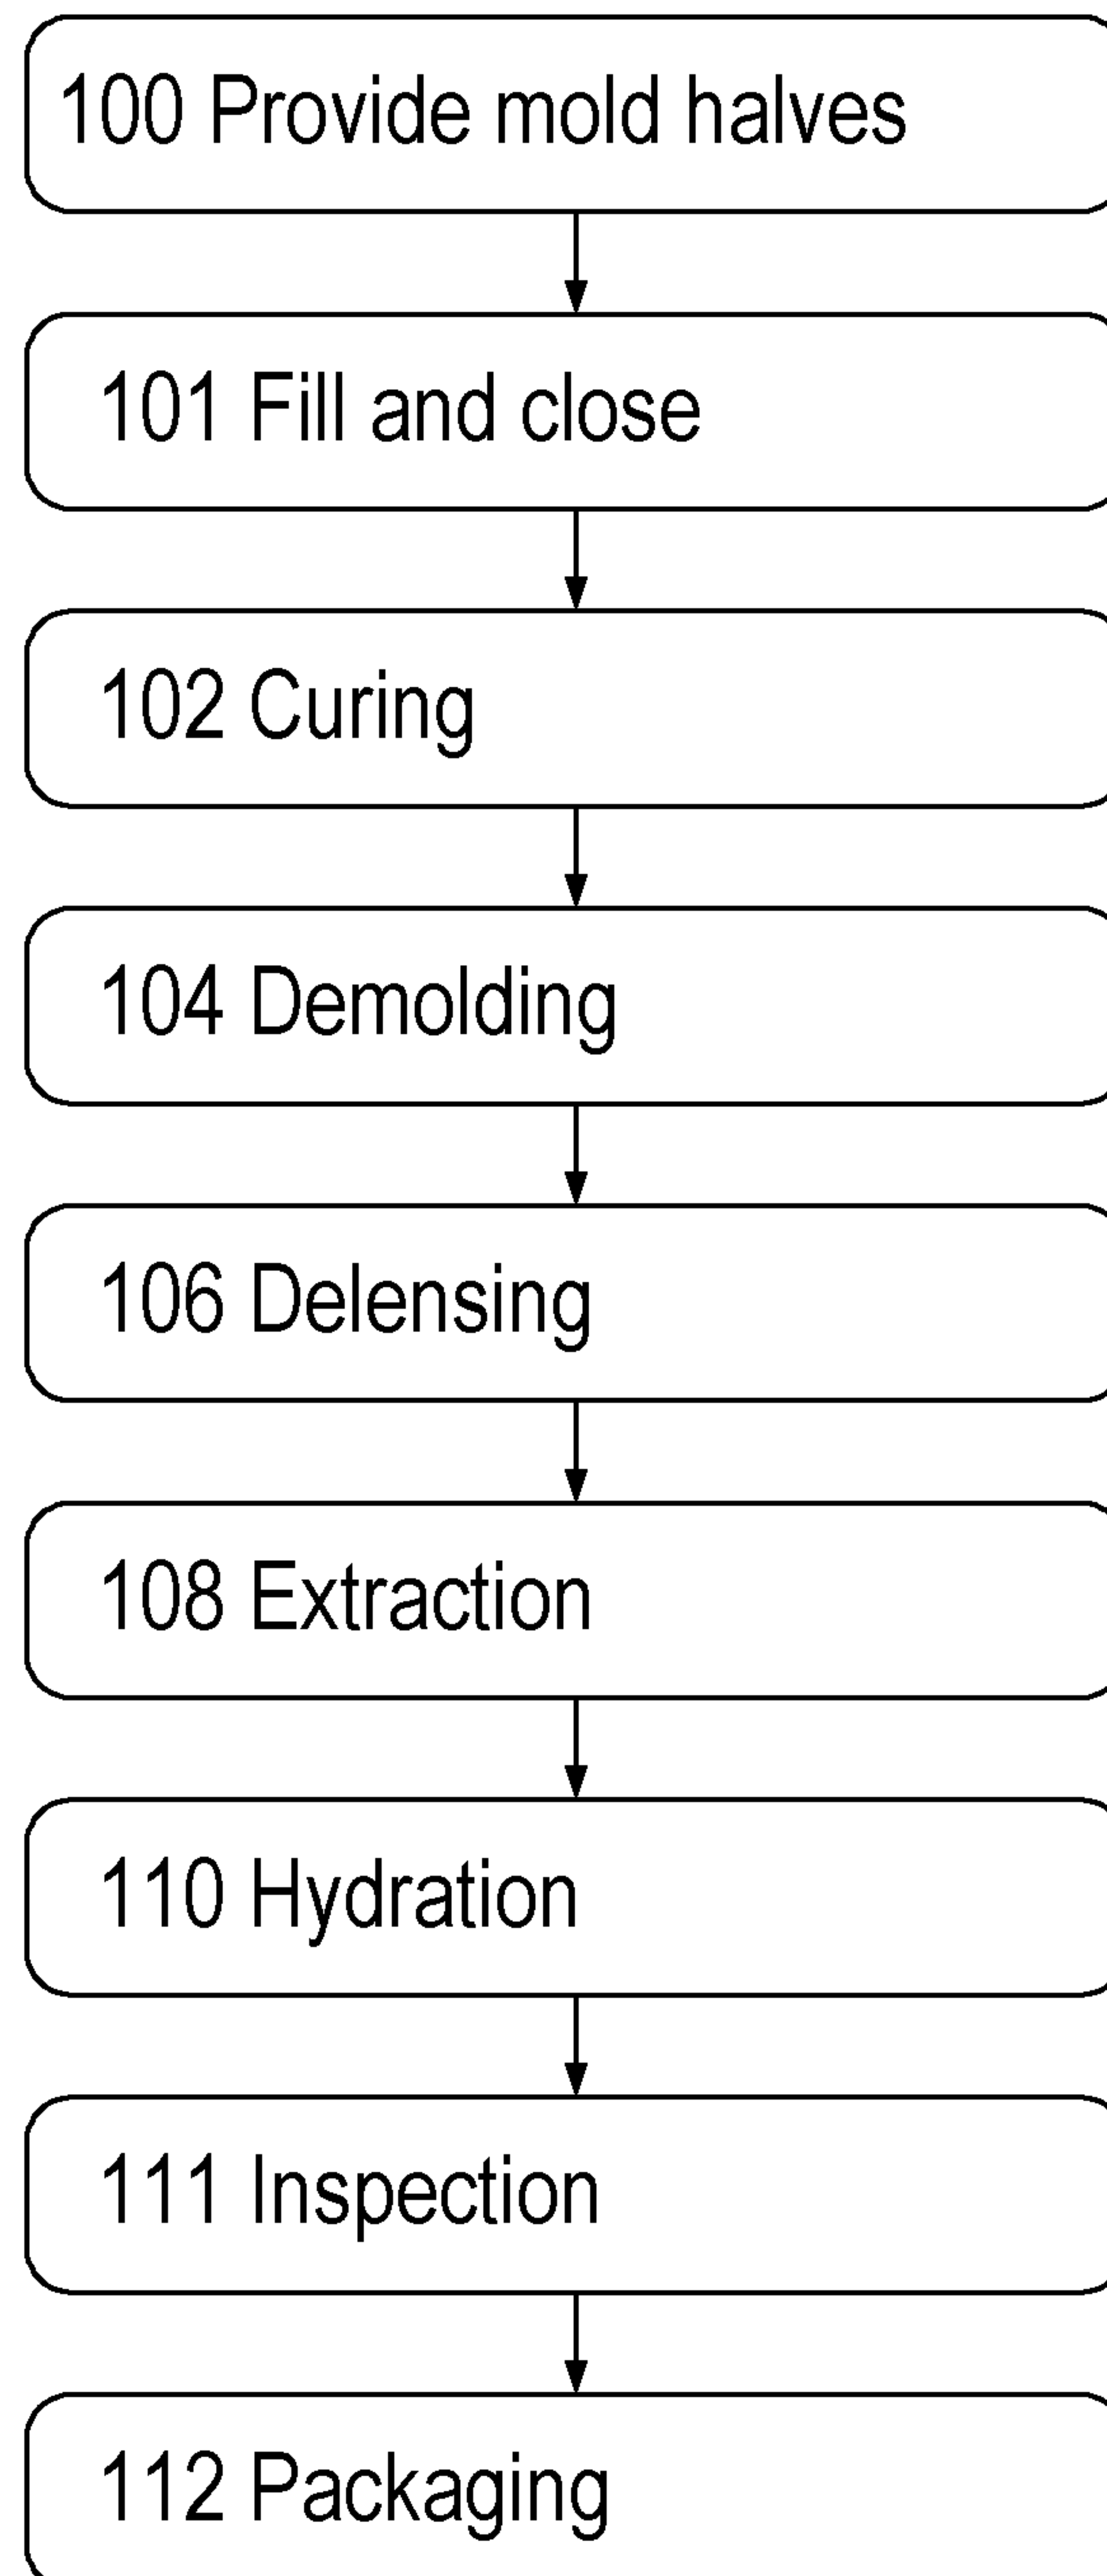 100 Provide mold halves
101 Fill and close
102 Curing
104 Demolding
106 Delensing
108 Extraction
110 Hydration
111 Inspection
112 Packaging